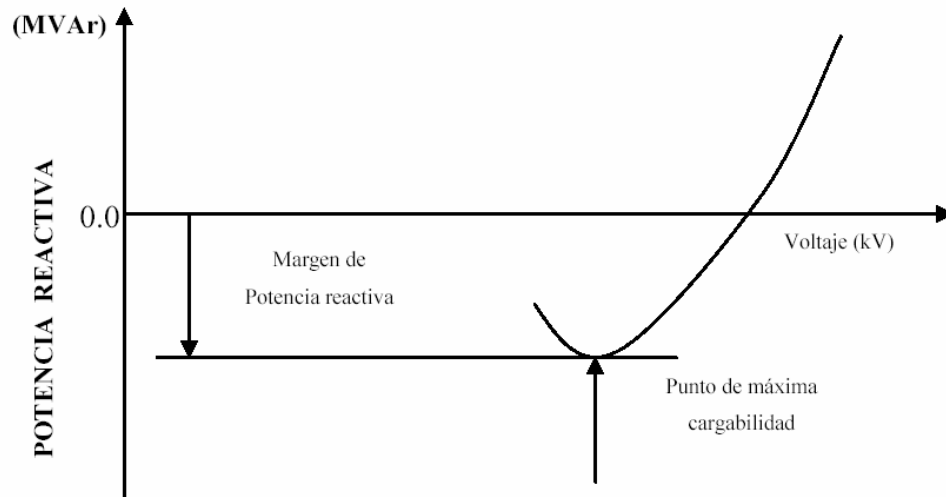 (MVAr)
POTENCIA REACTIVA
0.0
Voltaje (kV)
Margen de
Potencia reactiva
Punto de máxima
cargabilidad